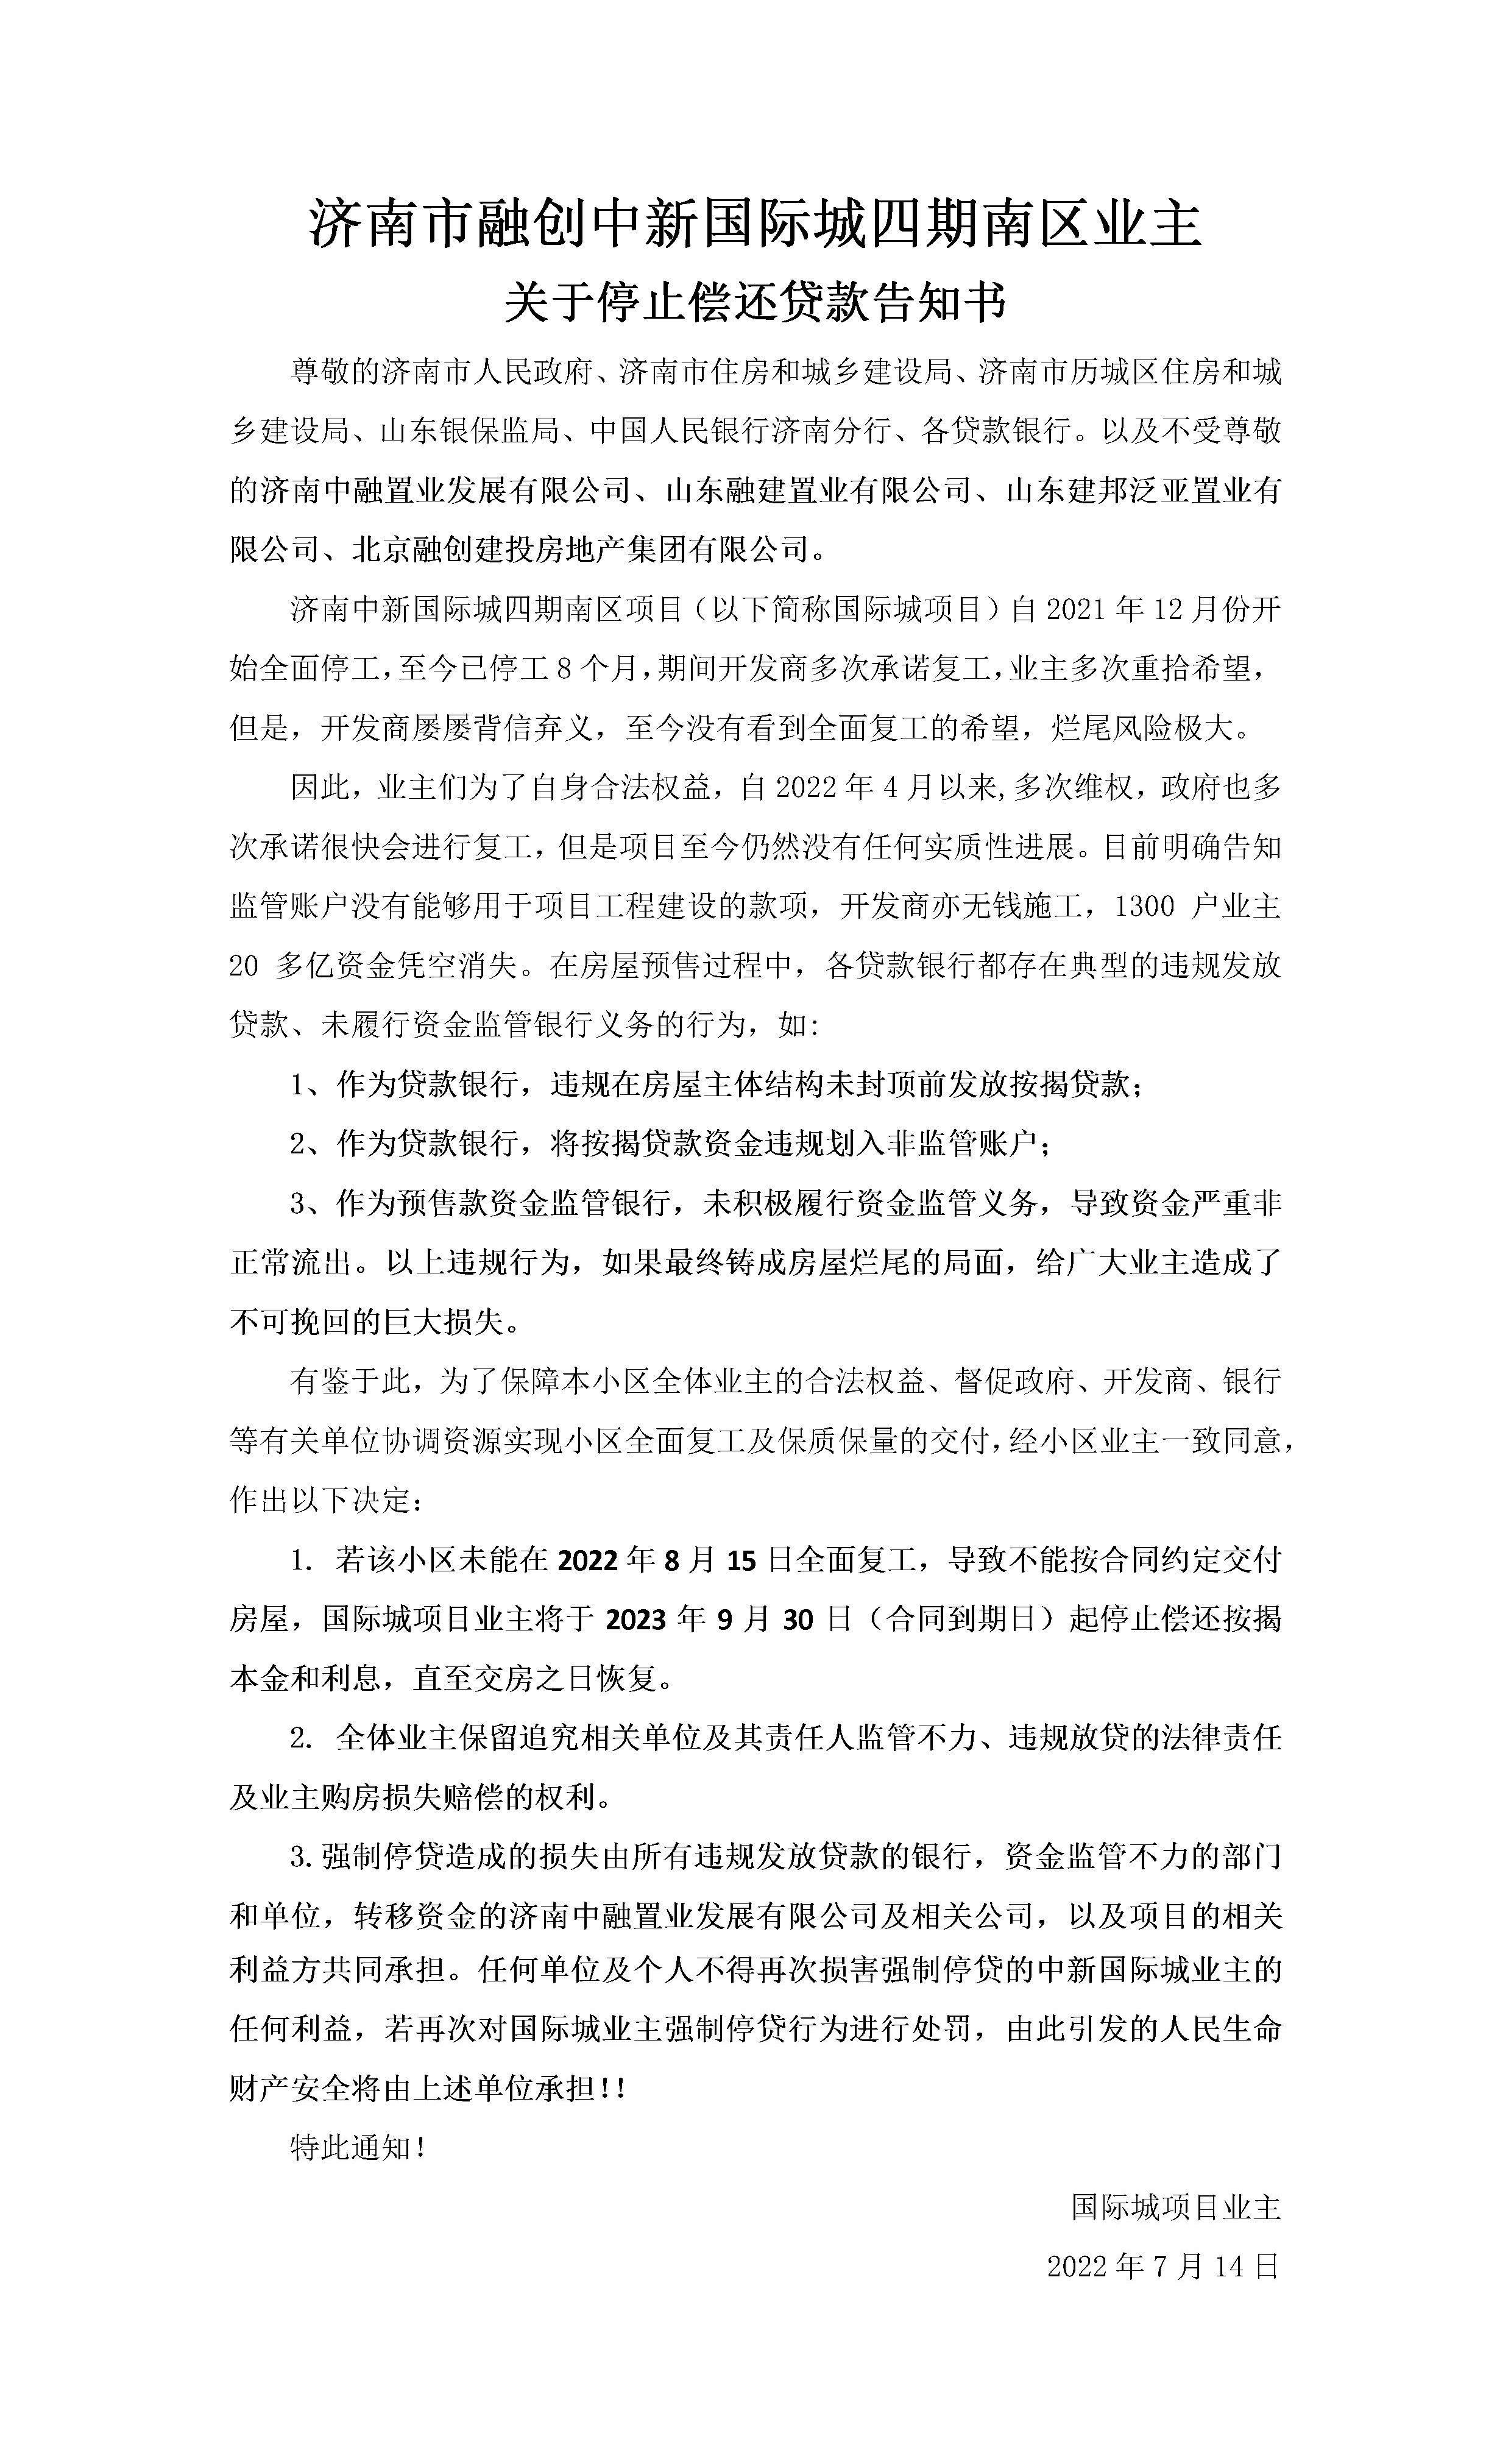 济南市融创中新国际城四期南区业主
关于停止偿还贷款告知书
尊敬的济南市人民政府、济南市住房和城乡建设局、济南市历城区住房和城
乡建设局、山东银保监局、中国人民银行济南分行、各贷款银行。以及不受尊敬
的济南中融置业发展有限公司、山东融建置业有限公司、山东建邦泛亚置业有
限公司、北京融创建投房地产集团有限公司。
济南中新国际城四期南区项目（以下简称国际城项目）自 2021 年 12 月份开
始全面停工，至今已停工 8 个月，期间开发商多次承诺复工，业主多次重拾希望，
但是，开发商屡屡背信弃义，至今没有看到全面复工的希望，烂尾风险极大。
因此，业主们为了自身合法权益，自 2022 年 4 月以来,多次维权，政府也多
次承诺很快会进行复工，但是项目至今仍然没有任何实质性进展。目前明确告知
监管账户没有能够用于项目工程建设的款项，开发商亦无钱施工，1300 户业主
20 多亿资金凭空消失。在房屋预售过程中，各贷款银行都存在典型的违规发放
贷款、未履行资金监管银行义务的行为，如:
1、作为贷款银行，违规在房屋主体结构未封顶前发放按揭贷款；
2、作为贷款银行，将按揭贷款资金违规划入非监管账户；
3、作为预售款资金监管银行，未积极履行资金监管义务，导致资金严重非
正常流出。以上违规行为，如果最终铸成房屋烂尾的局面，给广大业主造成了
不可挽回的巨大损失。
有鉴于此，为了保障本小区全体业主的合法权益、督促政府、开发商、银行
等有关单位协调资源实现小区全面复工及保质保量的交付，经小区业主一致同意，
作出以下决定：
1. 若该小区未能在 2022 年 8 月 15 日全面复工，导致不能按合同约定交付
房屋，国际城项目业主将于 2023 年 9 月 30 日（合同到期日）起停止偿还按揭
本金和利息，直至交房之日恢复。
2. 全体业主保留追究相关单位及其责任人监管不力、违规放贷的法律责任
及业主购房损失赔偿的权利。
3.强制停贷造成的损失由所有违规发放贷款的银行，资金监管不力的部门
和单位，转移资金的济南中融置业发展有限公司及相关公司，以及项目的相关
利益方共同承担。任何单位及个人不得再次损害强制停贷的中新国际城业主的
任何利益，若再次对国际城业主强制停贷行为进行处罚，由此引发的人民生命
财产安全将由上述单位承担!!
特此通知!
国际城项目业主
2022 年 7 月 14 日